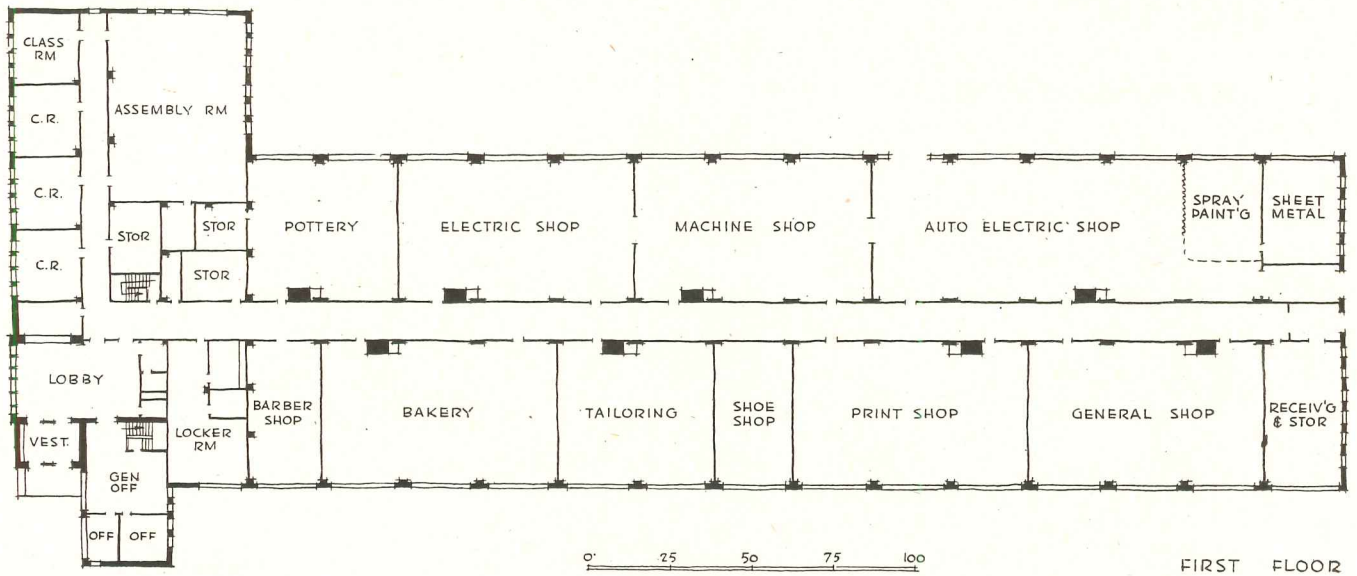 CLASS
RM
C.R.
C.R.
C.R.
ASSEMBLY RM
STOR
STOR
STOR
POTTERY
ELECTRIC SHOP
MACHINE SHOP
AUTO ELECTRIC SHOP
SPRAY
PAINT'G
SHEET
METAL
LOBBY
VEST.
GEN
OFF
OFF
OFF
LOCKER
RM
BARBER
SHOP
BAKERY
TAILORING
SHOE
SHOP
PRINT SHOP
GENERAL SHOP
RECEIV'G
& STOR
0' 25 50 75 100
FIRST FLOOR